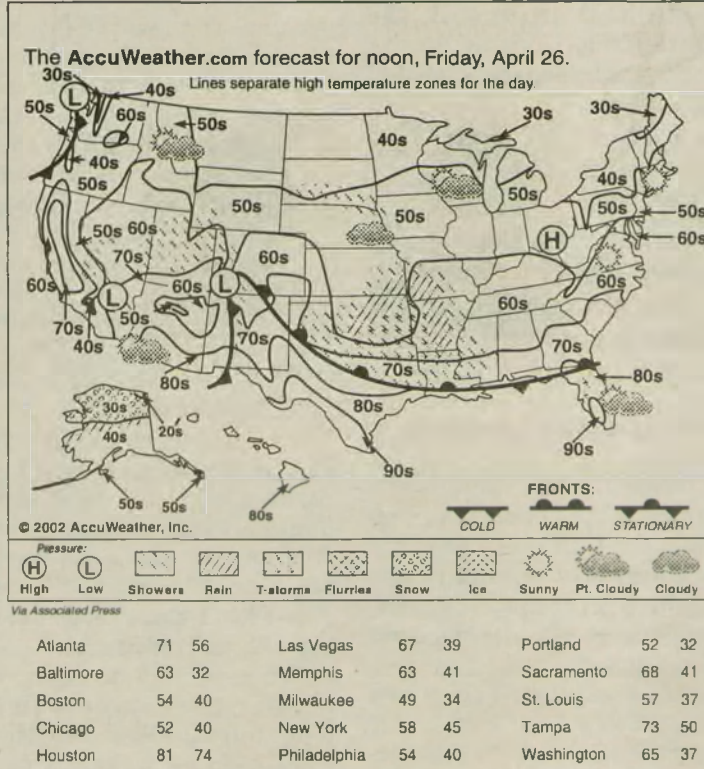 The AccuWeather.com forecast for noon, Friday, April 26.
Lines separate high temperature zones for the day.
30s
40s
50s
60s
50s
40s
50s
40s
30s
30s
50s
40s
50s
50s
60s
50s
50s
50s
60s
70s
60s
60s
60s
60s
60s
50s
70s
40s
70s
70s
70s
80s
80s
80s
90s
90s
30s
20's
40s
50s
50s
80s
L
L
L
H
© 2002 AccuWeather, Inc.
FRONTS:
COLD WARM STATIONARY
Pressure:
H L
High Low Showers Rain T-storms Flurries Snow Ice Sunny Pt. Cloudy Cloudy
Via Associated Press
Atlanta 71 56 Las Vegas 67 39 Portland 52 32
Baltimore 63 32 Memphis 63 41 Sacramento 68 41
Boston 54 40 Milwaukee 49 34 St. Louis 57 37
Chicago 52 40 New York 58 45 Tampa 73 50
Houston 81 74 Philadelphia 54 40 Washington 65 37